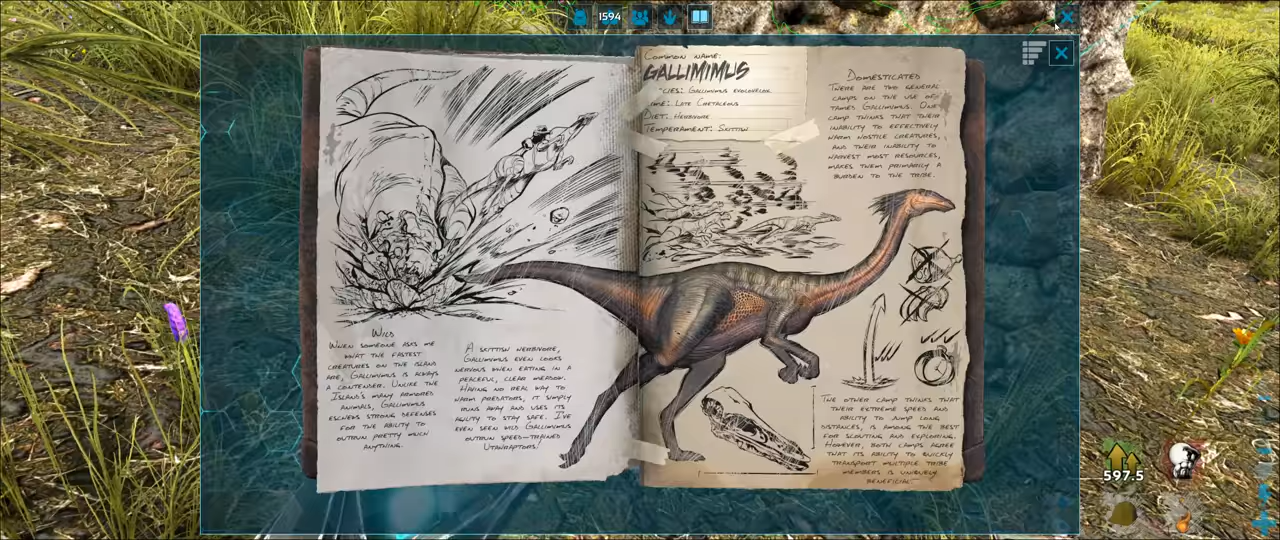 1594
Common name:
Gallimimus
cies: Gallimimus evocovelox
me: Late Cretaceous
Diet: Herbivore
Temperament: Skittish
Domesticated
There are two general
camps on the use of
tames Gallimus. One
camp thinks that their
inability to effectively
harm hostile creatures,
and their inability to
harvest most resources,
makes them primarily a
burden to the tribe.
Wild
When someone asks me
what the fastest
creatures on the island
are, Gallimimus is always
a contender. Unlike the
Island's many armored
animals, Gallimimus
eschews strong defenses
for the ability to
outrun pretty much
anything.
A skittish herbivore,
Gallimimus even looks
nervous when eating in a
peaceful, clear meadow.
Having no real way to
harm predators, it simply
runs away and uses its
agility to stay safe. I've
even seen wild Gallimimus
outrun speed-trained
Utahraptors!
The other camp thinks that
their extreme speed and
ability to jump long
distances, is among the best
for scouting and exploring.
However, both camps agree
that its ability to quickly
transport multiple tribe
members is uniquely
beneficial.
597.5